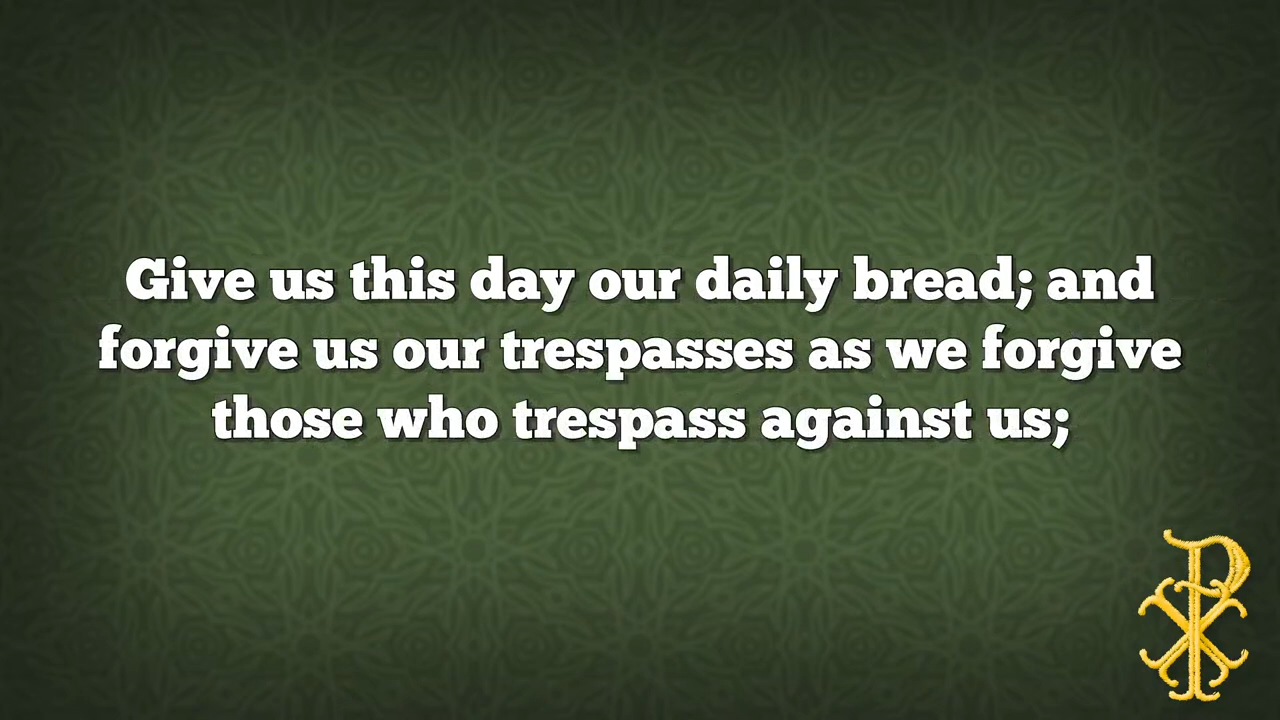 Give us this day our daily bread; and
forgive us our trespasses as we forgive
those who trespass against us;